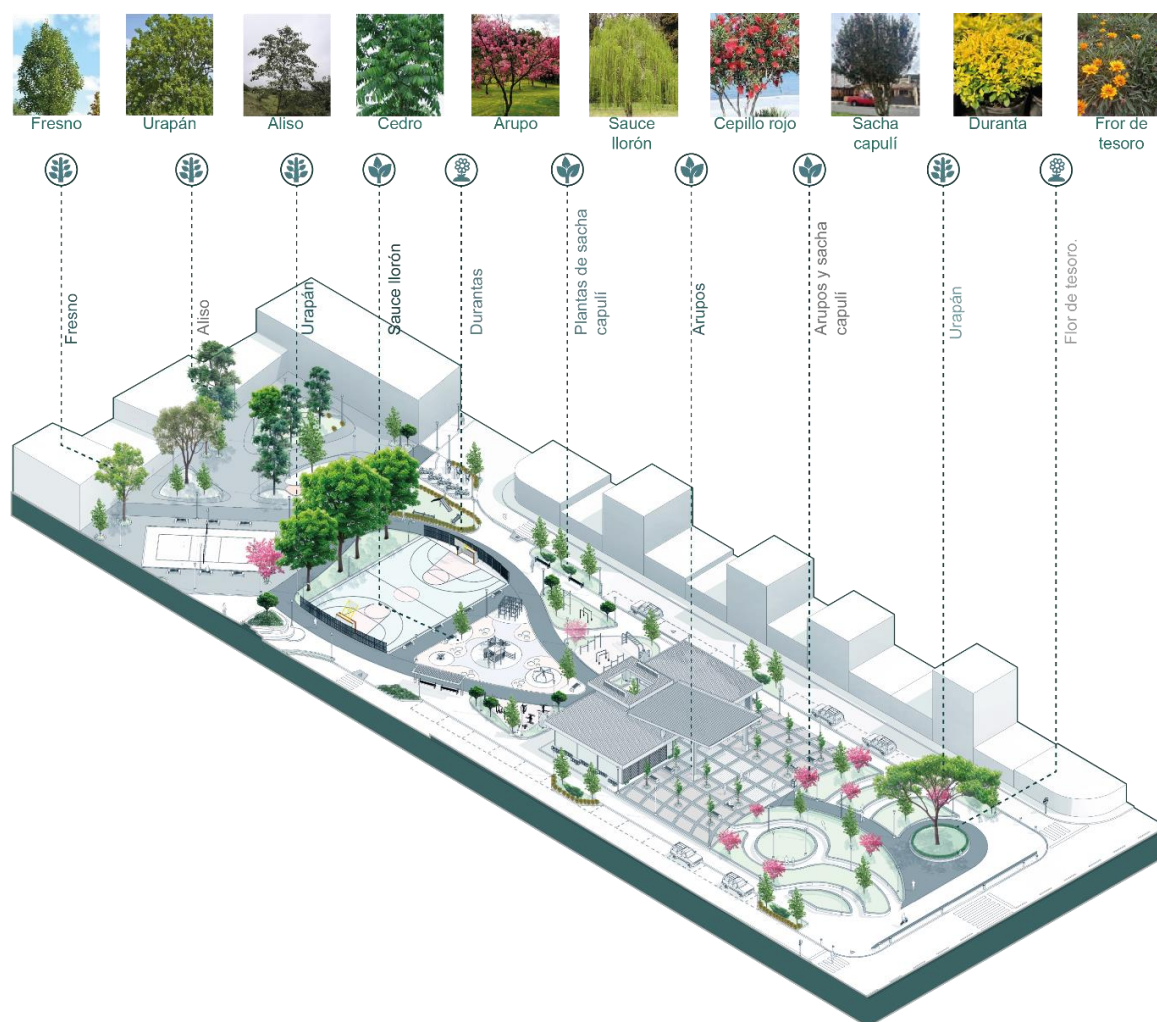 Fresno
Urapán
Aliso
Cedro
Arupo
Sauce
llorón
Cepillo rojo
Sacha
capulí
Duranta
Fror de
tesoro
Fresno
Aliso
Urapán
Sauce llorón
Durantas
Plantas de sacha
capulí
Arupos
Arupos y sacha
capulí
Urapán
Flor de tesoro.